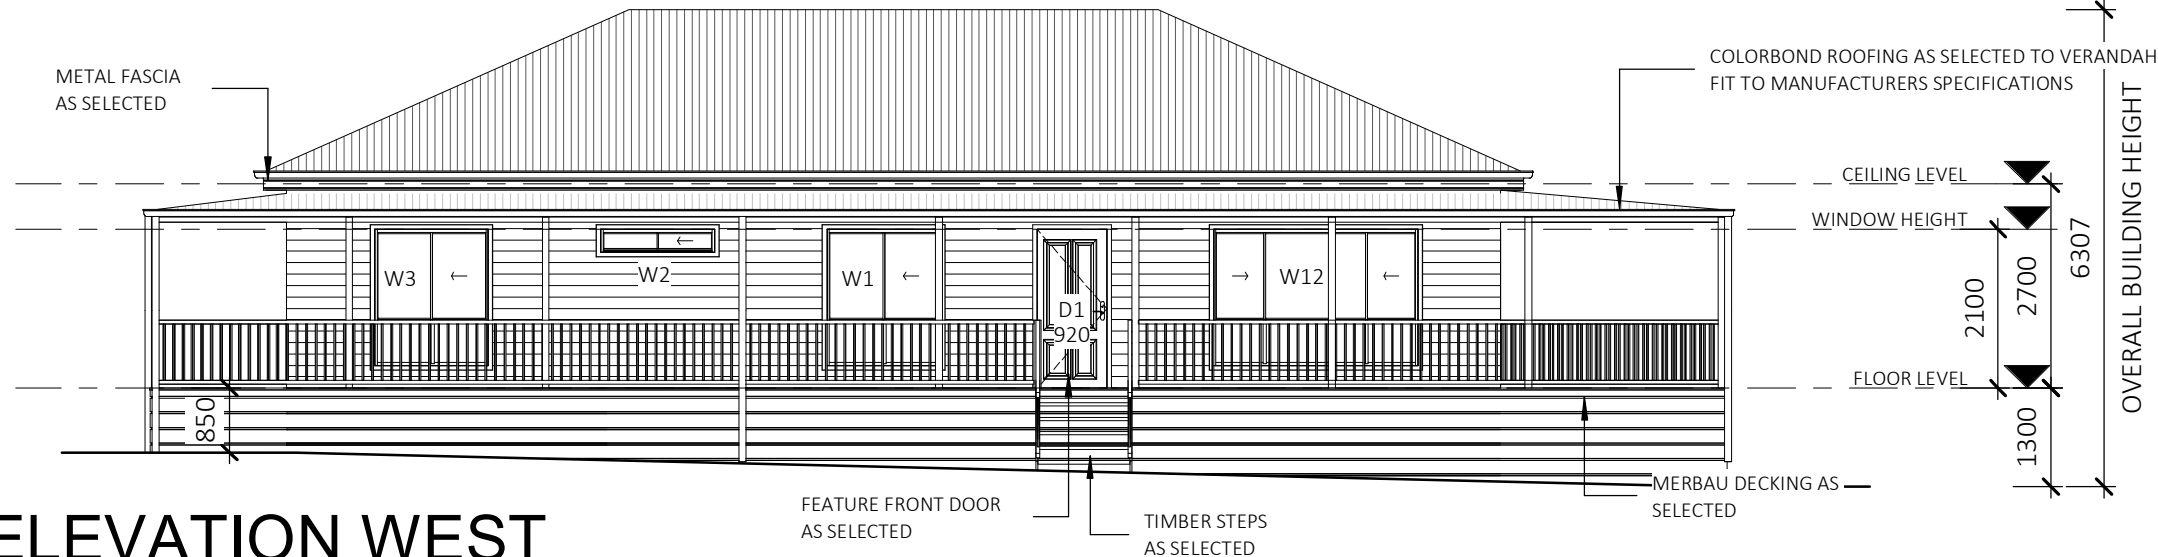 METAL FASCIA
AS SELECTED
COLORBOND ROOFING AS SELECTED TO VERANDAH
FIT TO MANUFACTURERS SPECIFICATIONS
CEILING LEVEL
WINDOW HEIGHT
FLOOR LEVEL
2100
2700
1300
6307
OVERALL BUILDING HEIGHT
W3
W2
W1
D1
920
W12
850
FEATURE FRONT DOOR
AS SELECTED
TIMBER STEPS
AS SELECTED
MERBAU DECKING AS
SELECTED
ELEVATION WEST